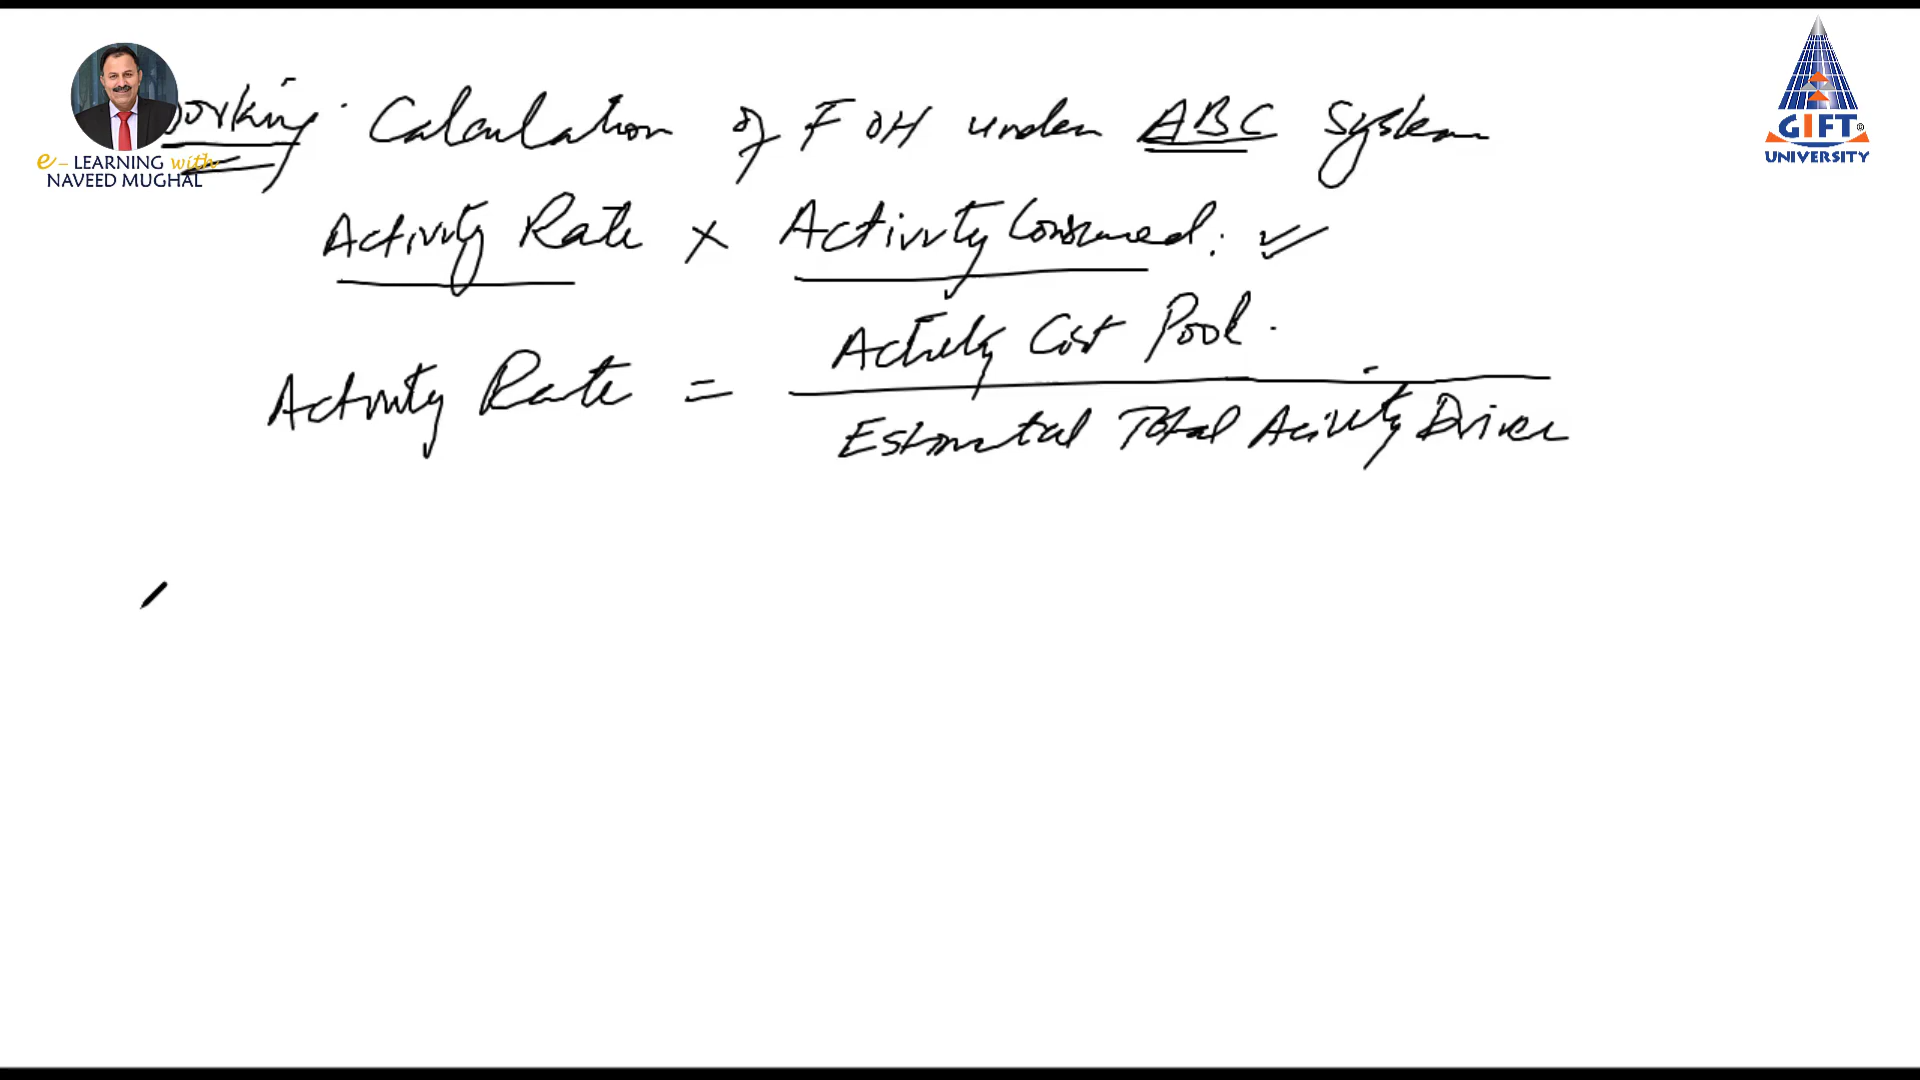 Working: Calculation of FOH under ABC System
e-LEARNING with
NAVEED MUGHAL
GIFT
UNIVERSITY
Activity Rate × Activity Consumed.
Activity Rate = Activity Cost Pool.
Estimated Total Activity Driver